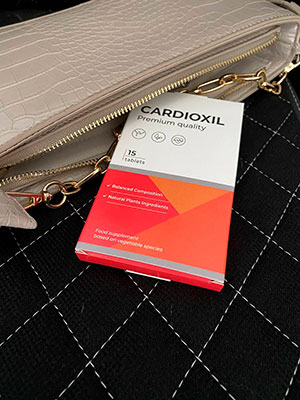 CARDIOXIL
Premium quality
15
tablets
Balanced Composition
Natural Plants Ingredients
Food supplement
based on vegetable species